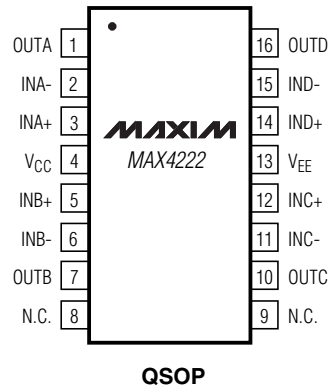 OUTA 1 16 OUTD
INA- 2 15 IND-
INA+ 3 14 IND+
MAXIM
VCC 4 MAX4222 13 VEE
INB+ 5 12 INC+
INB- 6 11 INC-
OUTB 7 10 OUTC
N.C. 8 9 N.C.
QSOP